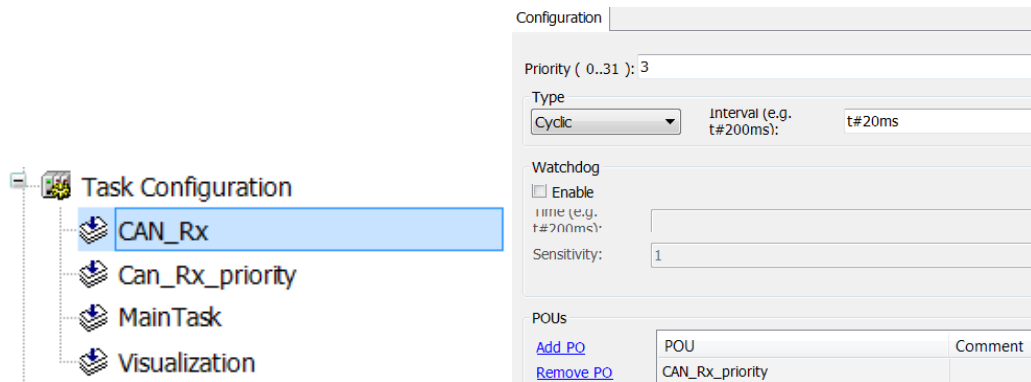 Task Configuration
CAN_Rx
Can_Rx_priority
MainTask
Visualization
Configuration
Priority ( 0..31 ): 3
Type
Cyclic
Interval (e.g.
t#200ms):
t#20ms
Watchdog
Enable
Time (e.g.
t#200ms):
Sensitivity:
1
POUs
Add PO
POU
Comment
Remove PO
CAN_Rx_priority